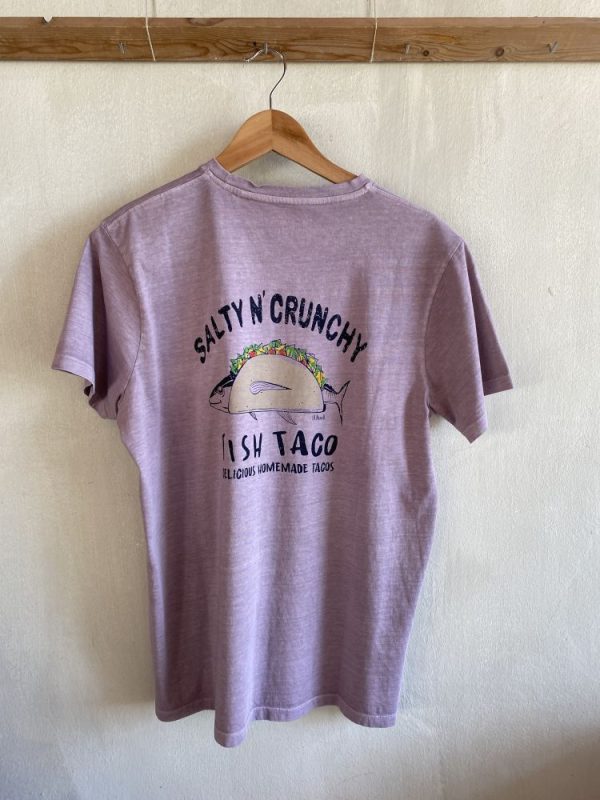 SALTY N' CRUNCHY
FISH TACO
DELICIOUS HOMEMADE TACOS